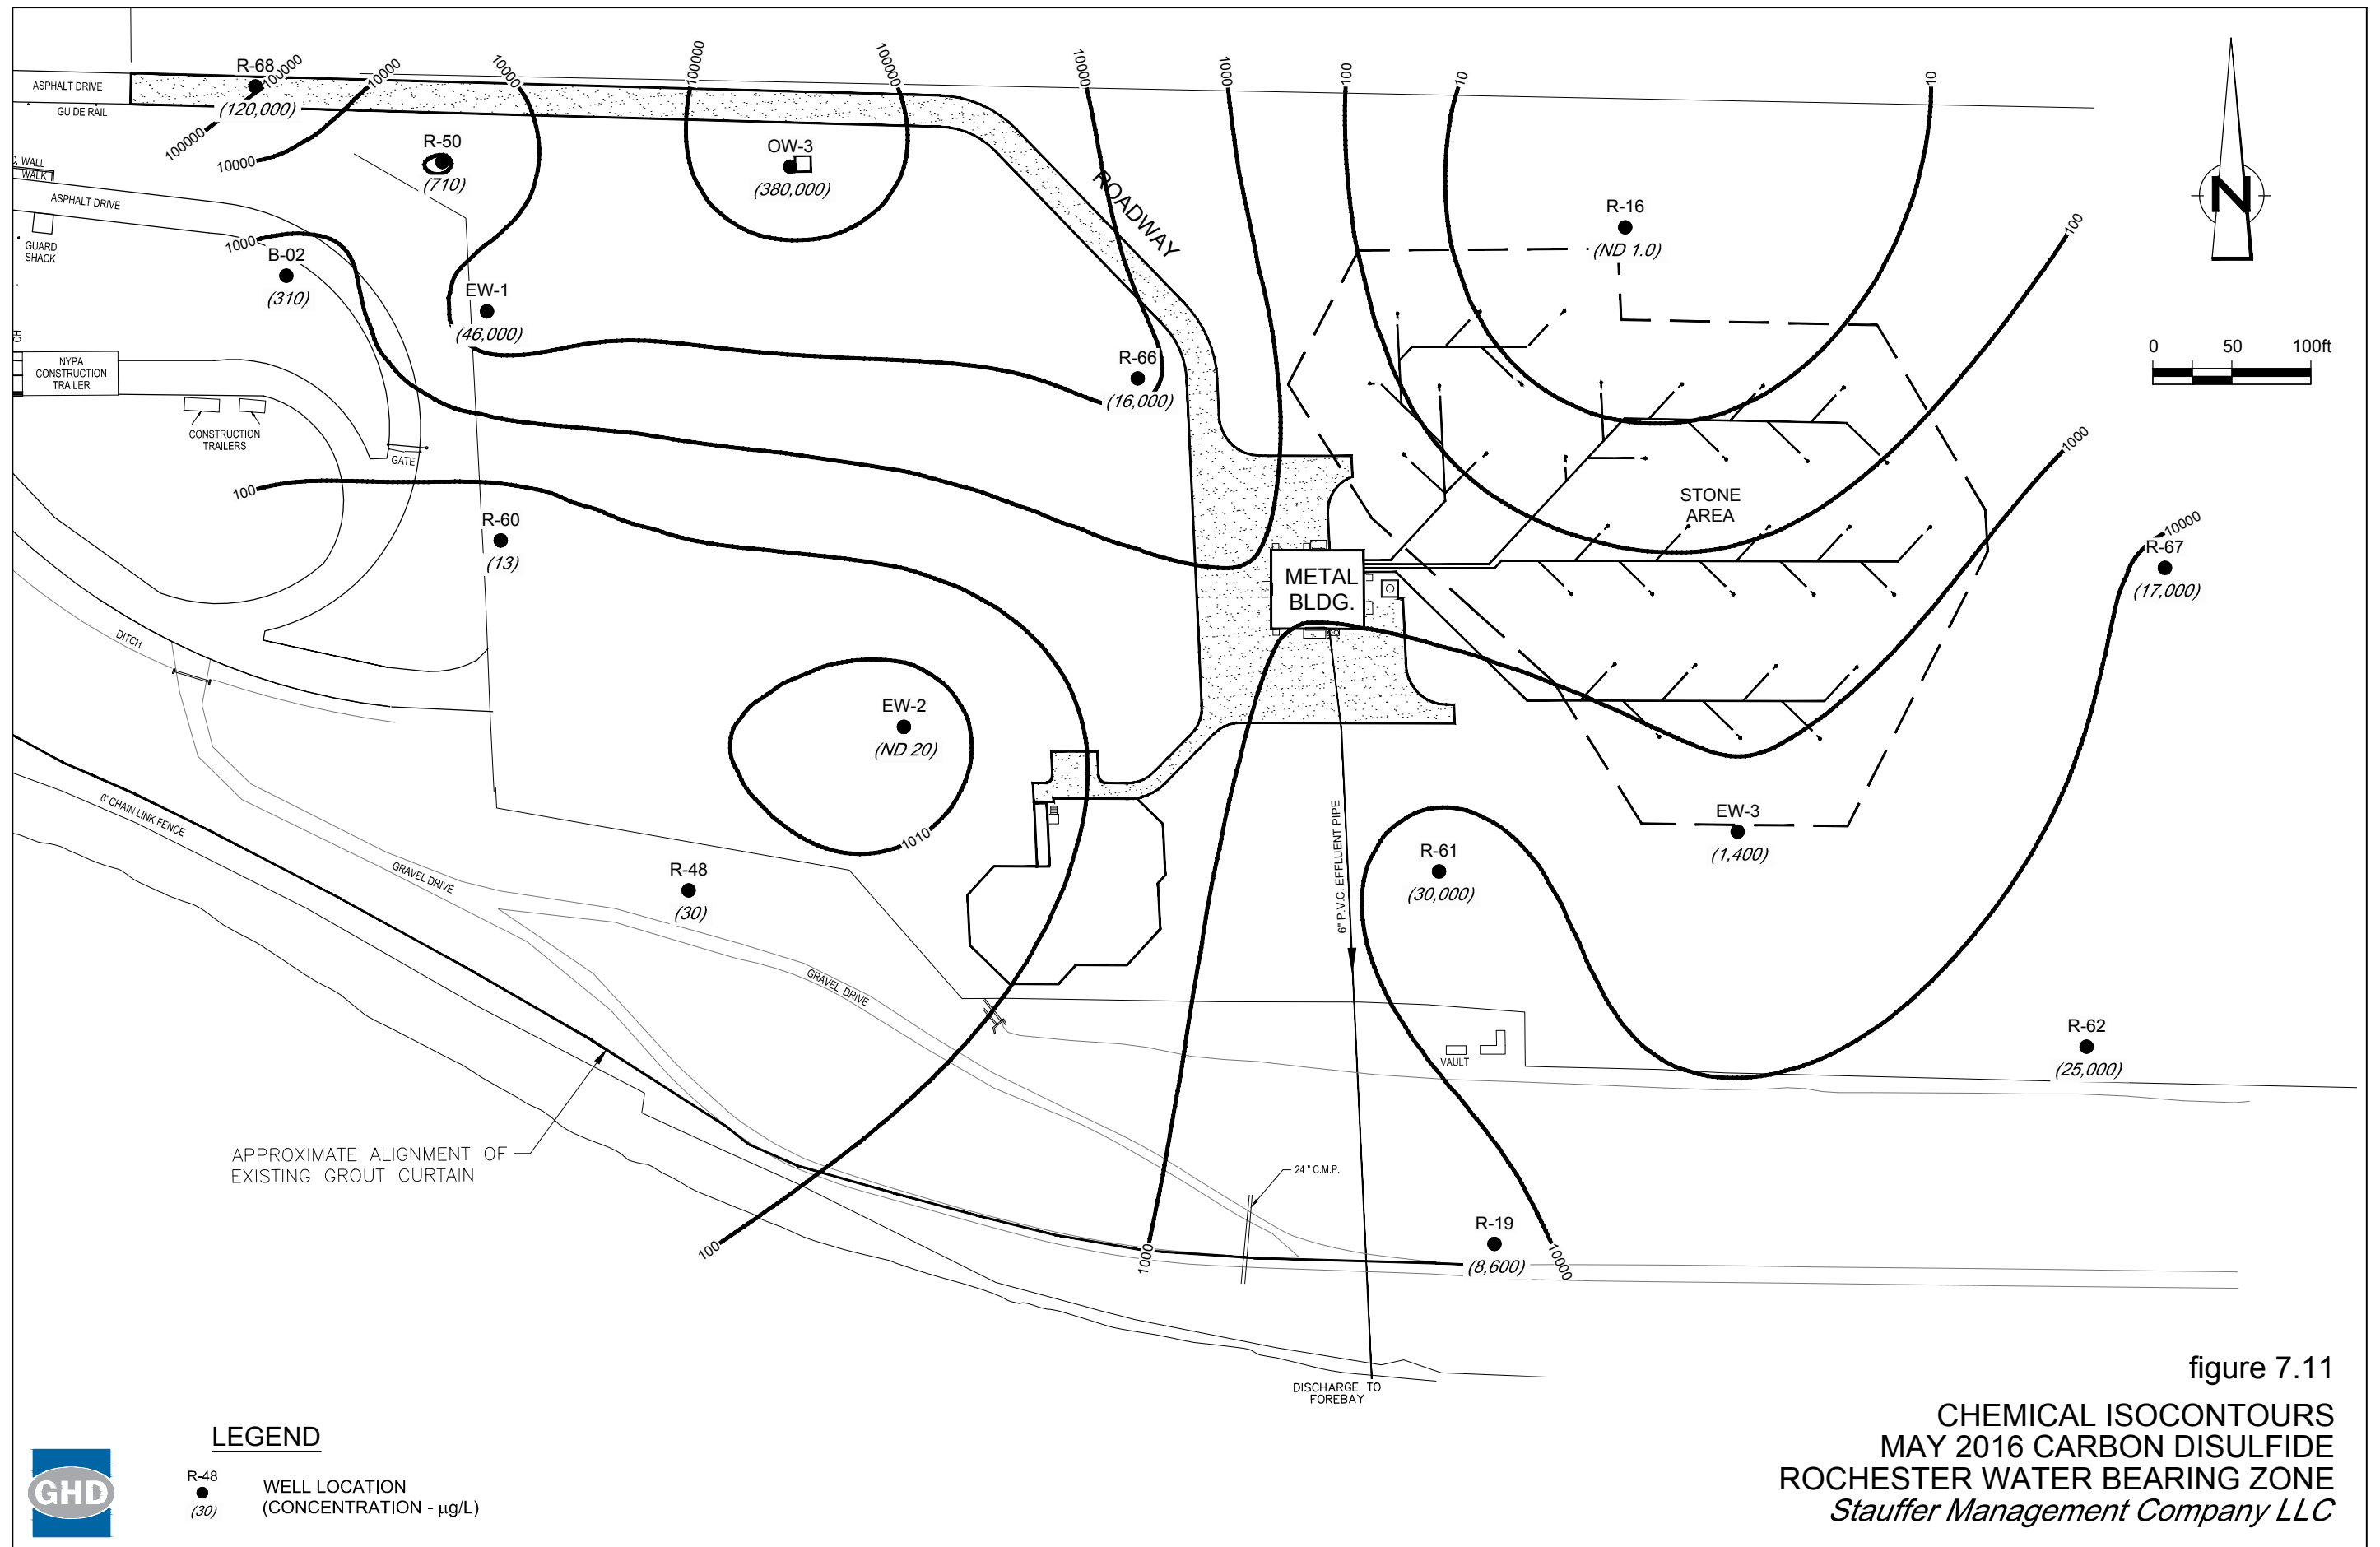 R-68
100000
(120,000)
100000
10000
10000
10000
100000
100000
10000
1000
100
10
10
ASPHALT DRIVE
GUIDE RAIL
WALL
WALK
ASPHALT DRIVE
GUARD
SHACK
R-50
(710)
OW-3
(380,000)
ROADWAY
R-16
(ND 1.0)
100
N
1000
B-02
(310)
EW-1
(46,000)
R-66
(16,000)
0 50 100ft
NYPA
CONSTRUCTION
TRAILER
CONSTRUCTION
TRAILERS
GATE
100
R-60
(13)
STONE
AREA
1000
10000
R-67
(17,000)
METAL
BLDG.
DITCH
EW-2
(ND 20)
1010
6' CHAIN LINK FENCE
GRAVEL DRIVE
R-48
(30)
GRAVEL DRIVE
6" P.V.C. EFFLUENT PIPE
R-61
(30,000)
EW-3
(1,400)
VAULT
R-62
(25,000)
APPROXIMATE ALIGNMENT OF
EXISTING GROUT CURTAIN
24" C.M.P.
100
1000
R-19
(8,600)
10000
DISCHARGE TO
FOREBAY
figure 7.11
CHEMICAL ISOCONTOURS
MAY 2016 CARBON DISULFIDE
ROCHESTER WATER BEARING ZONE
Stauffer Management Company LLC
LEGEND
R-48
(30)
WELL LOCATION
(CONCENTRATION - μg/L)
GHD